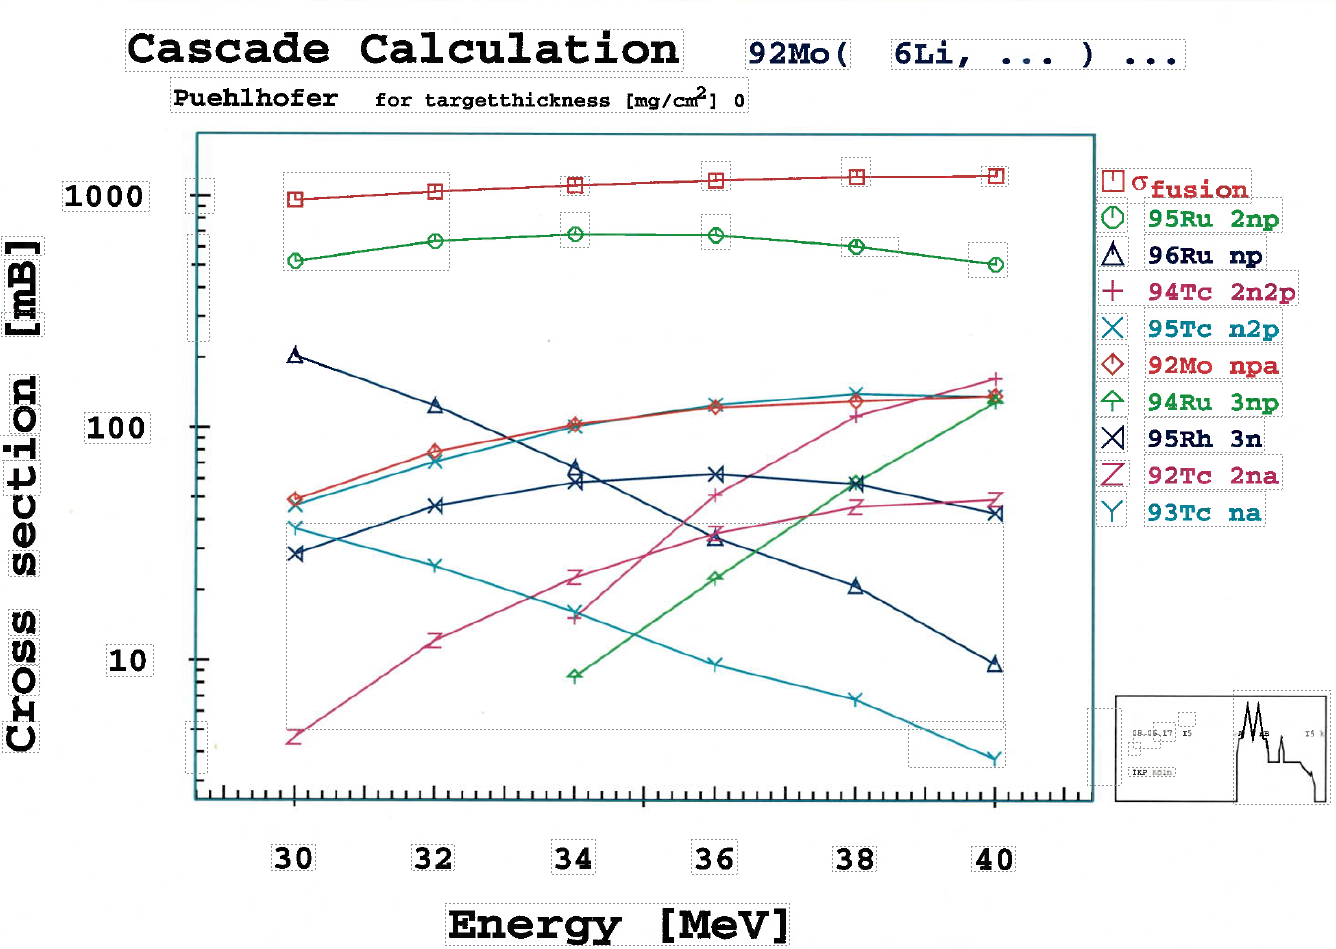 Cascade Calculation 92Mo( 6Li, ... ) ...
Puehlhofer for targetthickness [mg/cm²] 0
Cross section [mB]
1000
100
10
σfusion
95Ru 2np
96Ru np
94Tc 2n2p
95Tc n2p
92Mo npa
94Ru 3np
95Rh 3n
92Tc 2na
93Tc na
30 32 34 36 38 40
Energy [MeV]
IKP